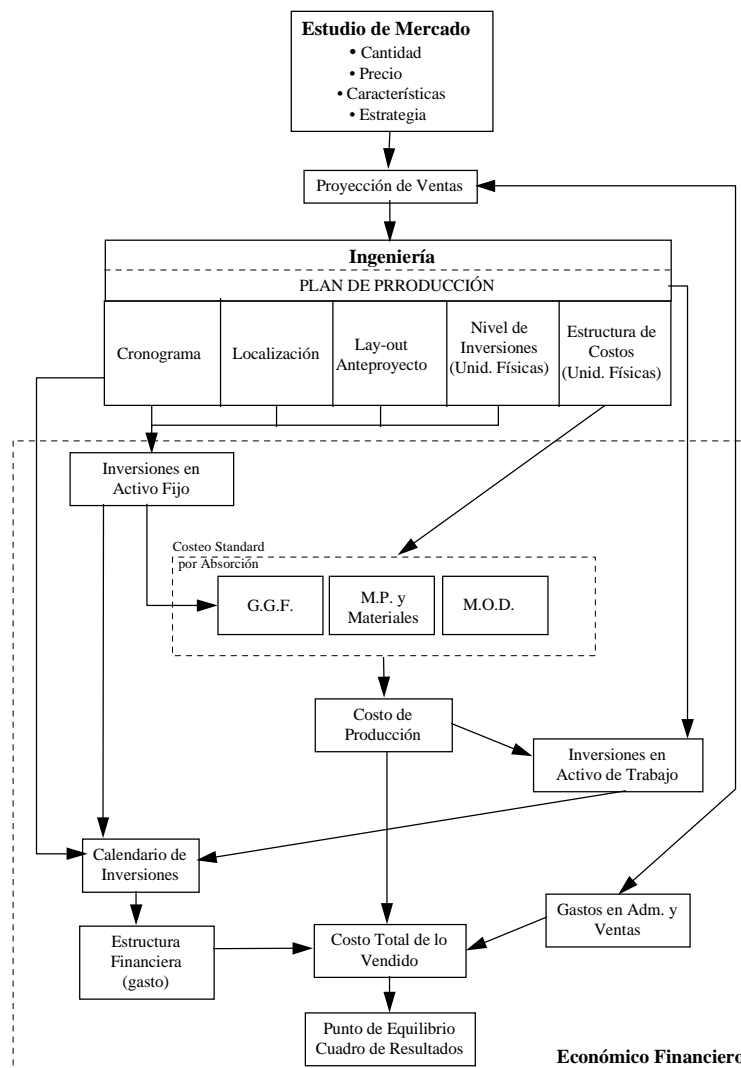 Estudio de Mercado
• Cantidad
• Precio
• Características
• Estrategia
Proyección de Ventas
Ingeniería
PLAN DE PRRODUCCIÓN
Cronograma
Localización
Lay-out
Anteproyecto
Nivel de
Inversiones
(Unid. Físicas)
Estructura de
Costos
(Unid. Físicas)
Inversiones en
Activo Fijo
Costeo Standard
por Absorción
G.G.F.
M.P. y
Materiales
M.O.D.
Costo de
Producción
Inversiones en
Activo de Trabajo
Calendario de
Inversiones
Gastos en Adm. y
Ventas
Estructura
Financiera
(gasto)
Costo Total de lo
Vendido
Punto de Equilibrio
Cuadro de Resultados
Económico Financiero